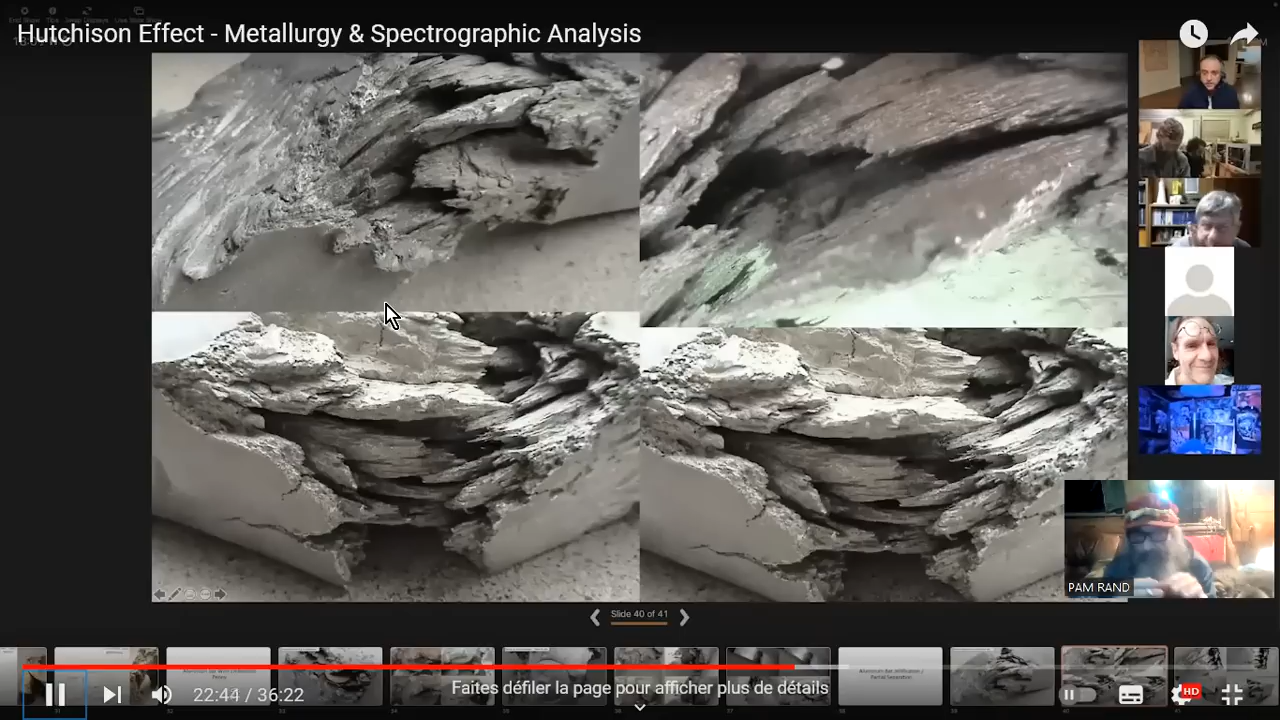 Hutchison Effect - Metallurgy & Spectrographic Analysis
PAM RAND
Slide 40 of 41
22:44 / 36:22
Faites défiler la page pour afficher plus de détails
HD